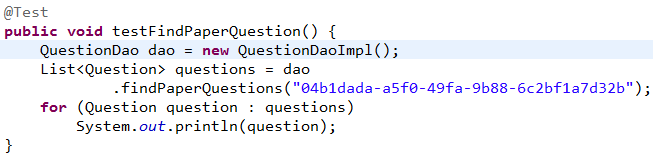 @Test
public void testFindPaperQuestion() {
    QuestionDao dao = new QuestionDaoImpl();
    List<Question> questions = dao
            .findPaperQuestions("04b1dada-a5f0-49fa-9b88-6c2bf1a7d32b");
    for (Question question : questions)
        System.out.println(question);
}